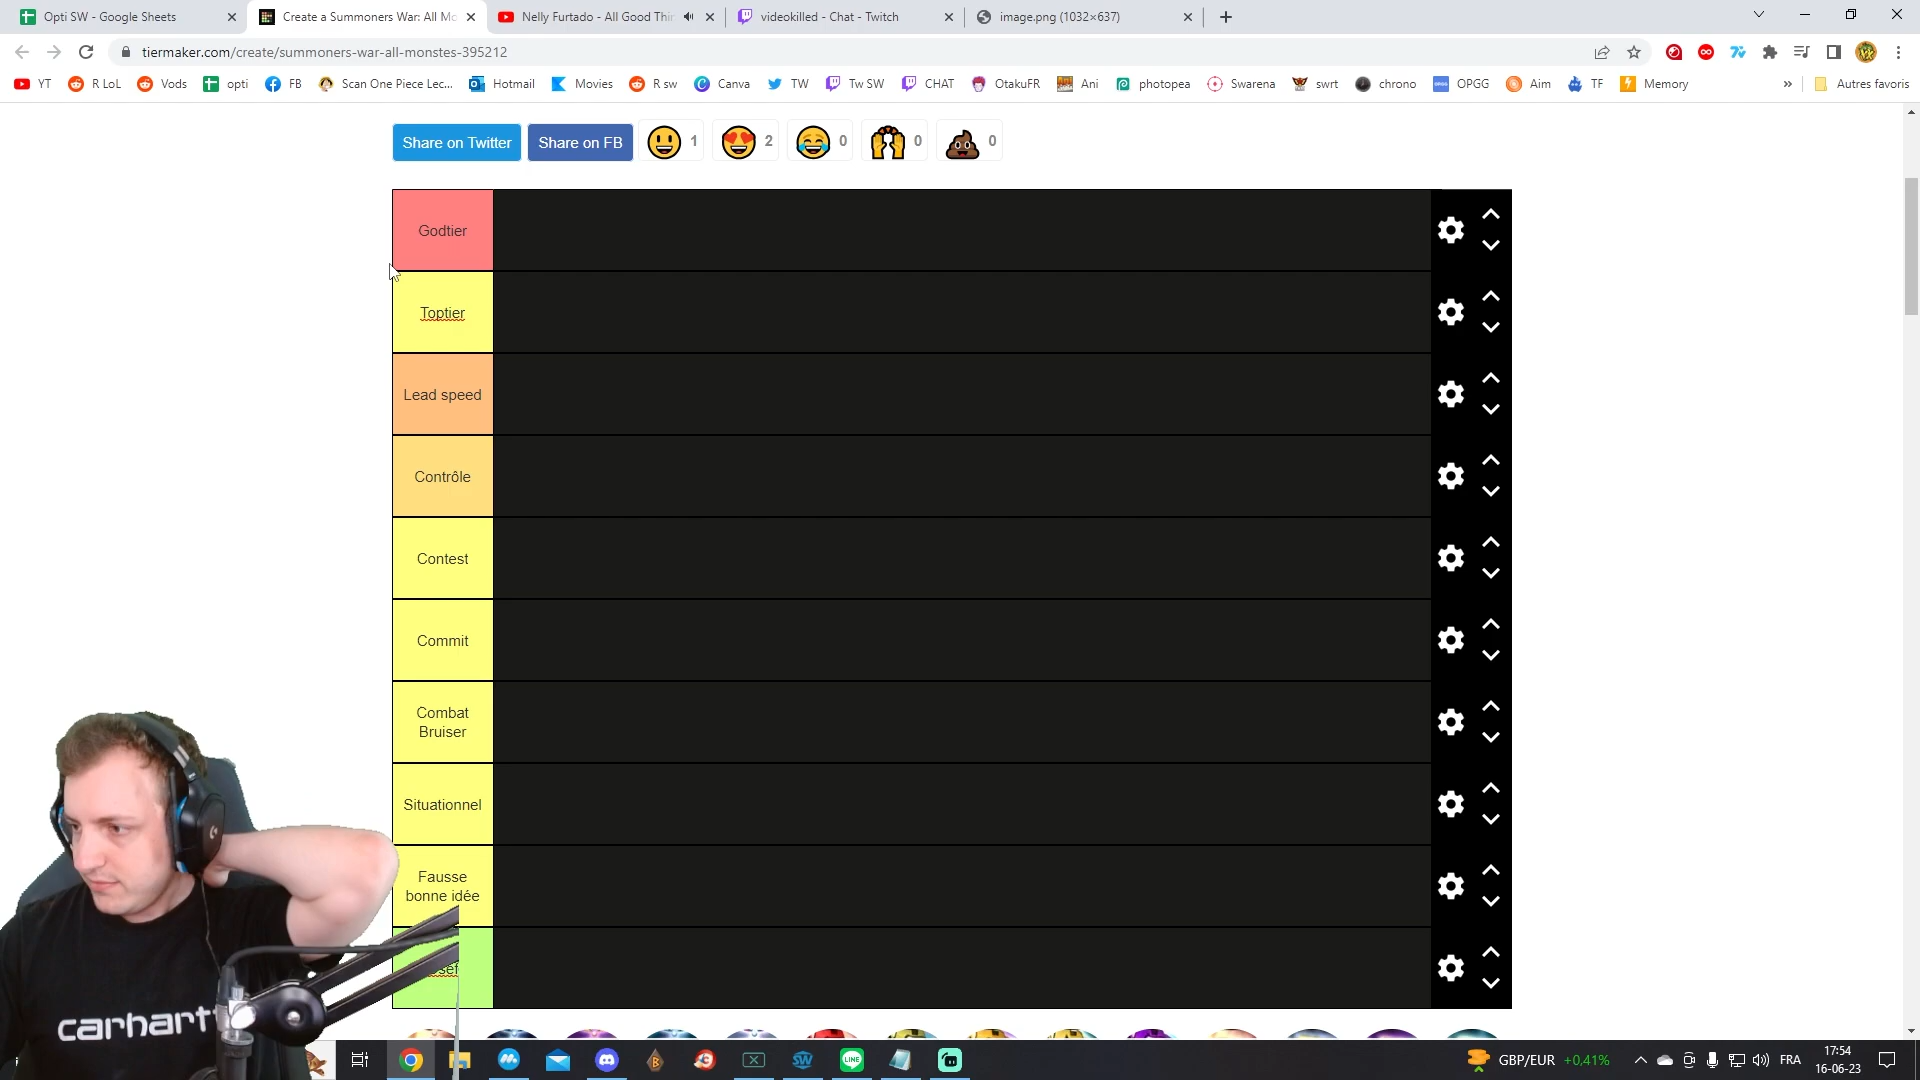 Opti SW - Google Sheets
Create a Summoners War: All Mo
Nelly Furtado - All Good Thin
videokilled - Chat - Twitch
image.png (1032×637)
tiermaker.com/create/summoners-war-all-monstes-395212
YT
R LoL
Vods
opti
FB
Scan One Piece Lec...
Hotmail
Movies
R sw
Canva
TW
Tw SW
CHAT
OtakuFR
Ani
photopea
Swarena
swrt
chrono
OPGG
Aim
TF
Memory
»
Autres favoris
Share on Twitter
Share on FB
1
2
0
0
0
Godtier
Toptier
Lead speed
Contrôle
Contest
Commit
Combat
Bruiser
Situationnel
Fausse
bonne idée
carhart
LINE
GBP/EUR +0,41%
FRA
17:54
16-06-23